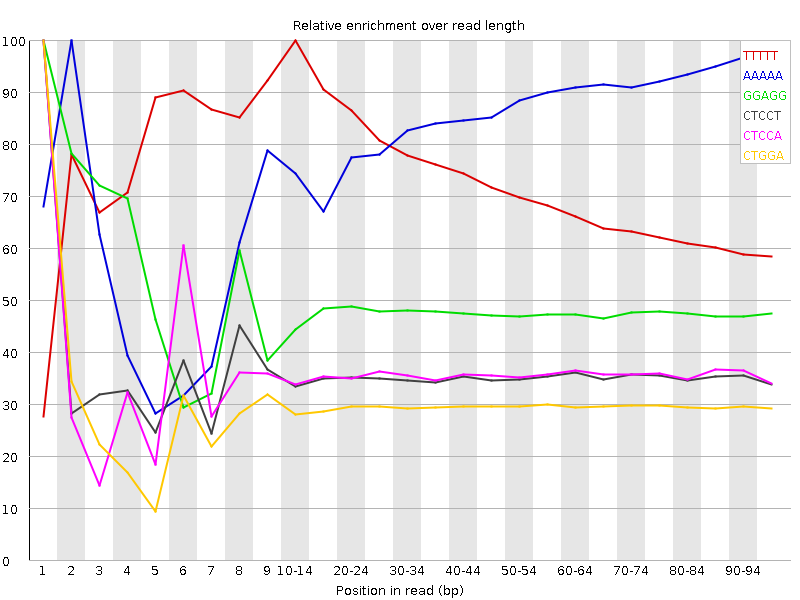 Relative enrichment over read length
100
90
80
70
60
50
40
30
20
10
0
TTTTT
AAAAA
GGAGG
CTCCT
CTCCA
CTGGA
1 2 3 4 5 6 7 8 9 10-14 20-24 30-34 40-44 50-54 60-64 70-74 80-84 90-94
Position in read (bp)